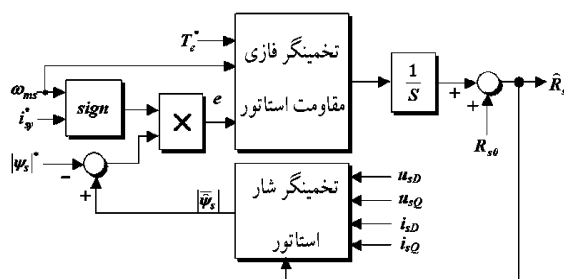 T_e^*
تخمینگر فازی
مقاومت استاتور
ω_ms
i_sy^*
sign
×
e
1
S
+
+
R̂_s
R_s0
|ψ_s|^*
−
+
|ψ̂_s|
تخمینگر شار
استاتور
u_sD
u_sQ
i_sD
i_sQ